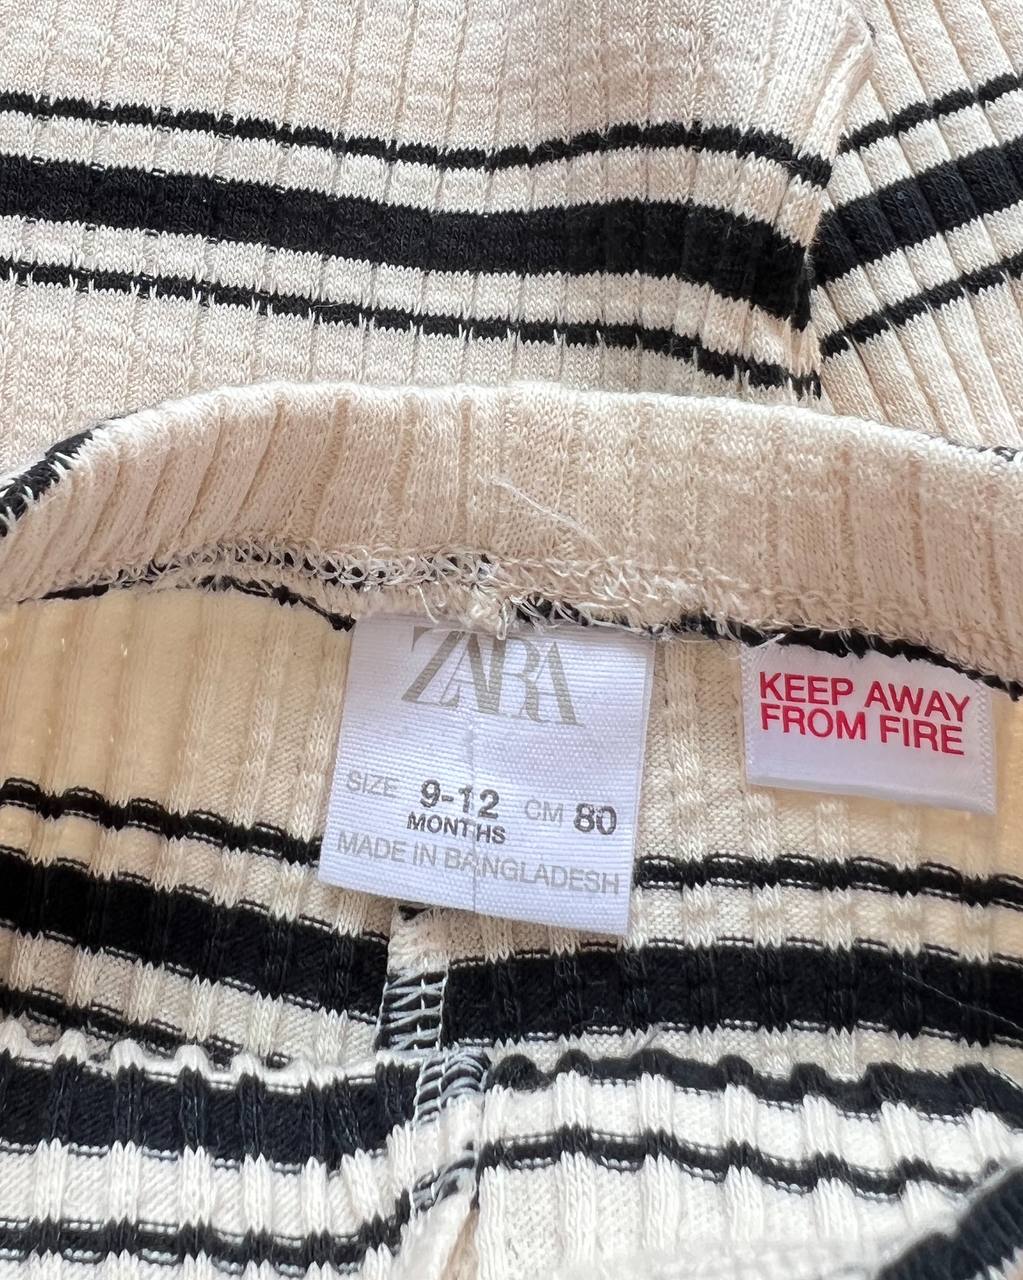 ZARA
SIZE 9-12 MONTHS CM 80
MADE IN BANGLADESH
KEEP AWAY
FROM FIRE